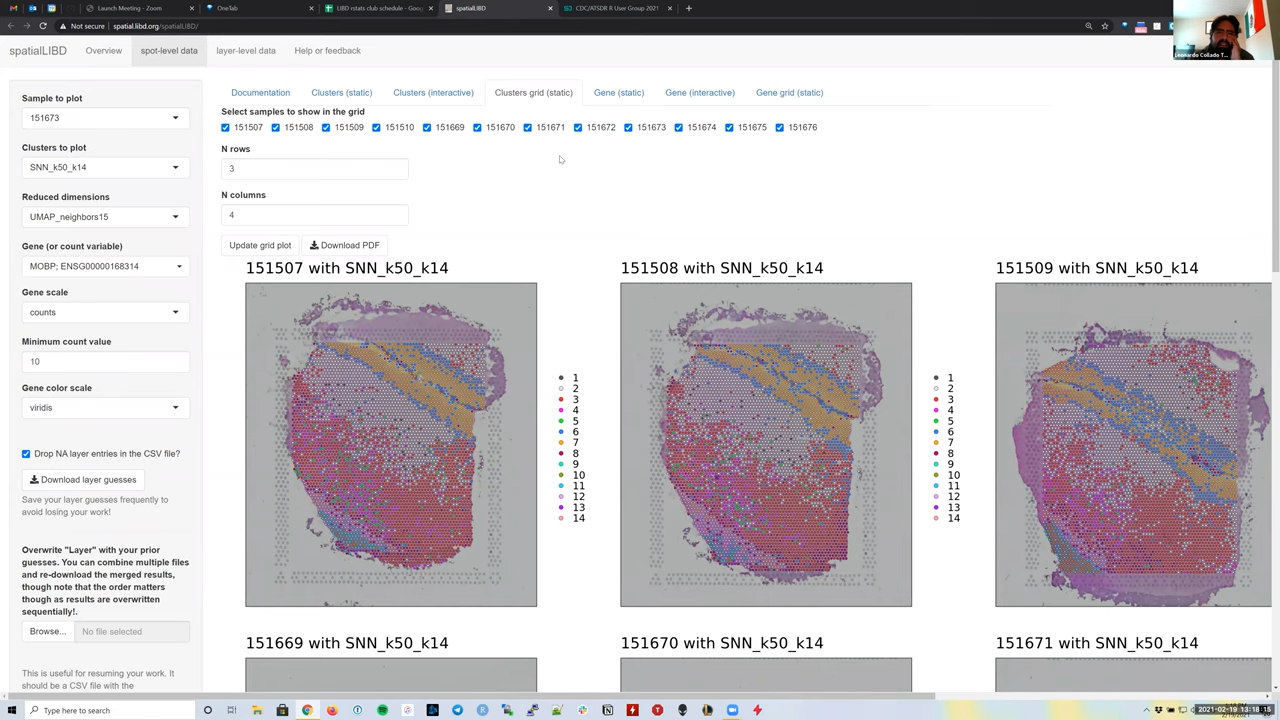 Launch Meeting - Zoom
OneTab
LIBD rstats club schedule - Google
spatialLIBD
CDC/ATSDR R User Group 2021
Not secure | spatial.libd.org/spatialLIBD/
Leonardo Collado T...
spatialLIBD
Overview
spot-level data
layer-level data
Help or feedback
Sample to plot
151673
Clusters to plot
SNN_k50_k14
Reduced dimensions
UMAP_neighbors15
Gene (or count variable)
MOBP; ENSG00000168314
Gene scale
counts
Minimum count value
10
Gene color scale
viridis
Drop NA layer entries in the CSV file?
Download layer guesses
Save your layer guesses frequently to
avoid losing your work!
Overwrite "Layer" with your prior
guesses. You can combine multiple files
and re-download the merged results,
though note that the order matters
though as results are overwritten
sequentially!.
Browse... No file selected
This is useful for resuming your work. It
should be a CSV file with the
Documentation
Clusters (static)
Clusters (interactive)
Clusters grid (static)
Gene (static)
Gene (interactive)
Gene grid (static)
Select samples to show in the grid
151507 151508 151509 151510 151669 151670 151671 151672 151673 151674 151675 151676
N rows
3
N columns
4
Update grid plot
Download PDF
151507 with SNN_k50_k14
1
2
3
4
5
6
7
8
9
10
11
12
13
14
151508 with SNN_k50_k14
1
2
3
4
5
6
7
8
9
10
11
12
13
14
151509 with SNN_k50_k14
151669 with SNN_k50_k14
151670 with SNN_k50_k14
151671 with SNN_k50_k14
Type here to search
2021-02-19 13:18:15